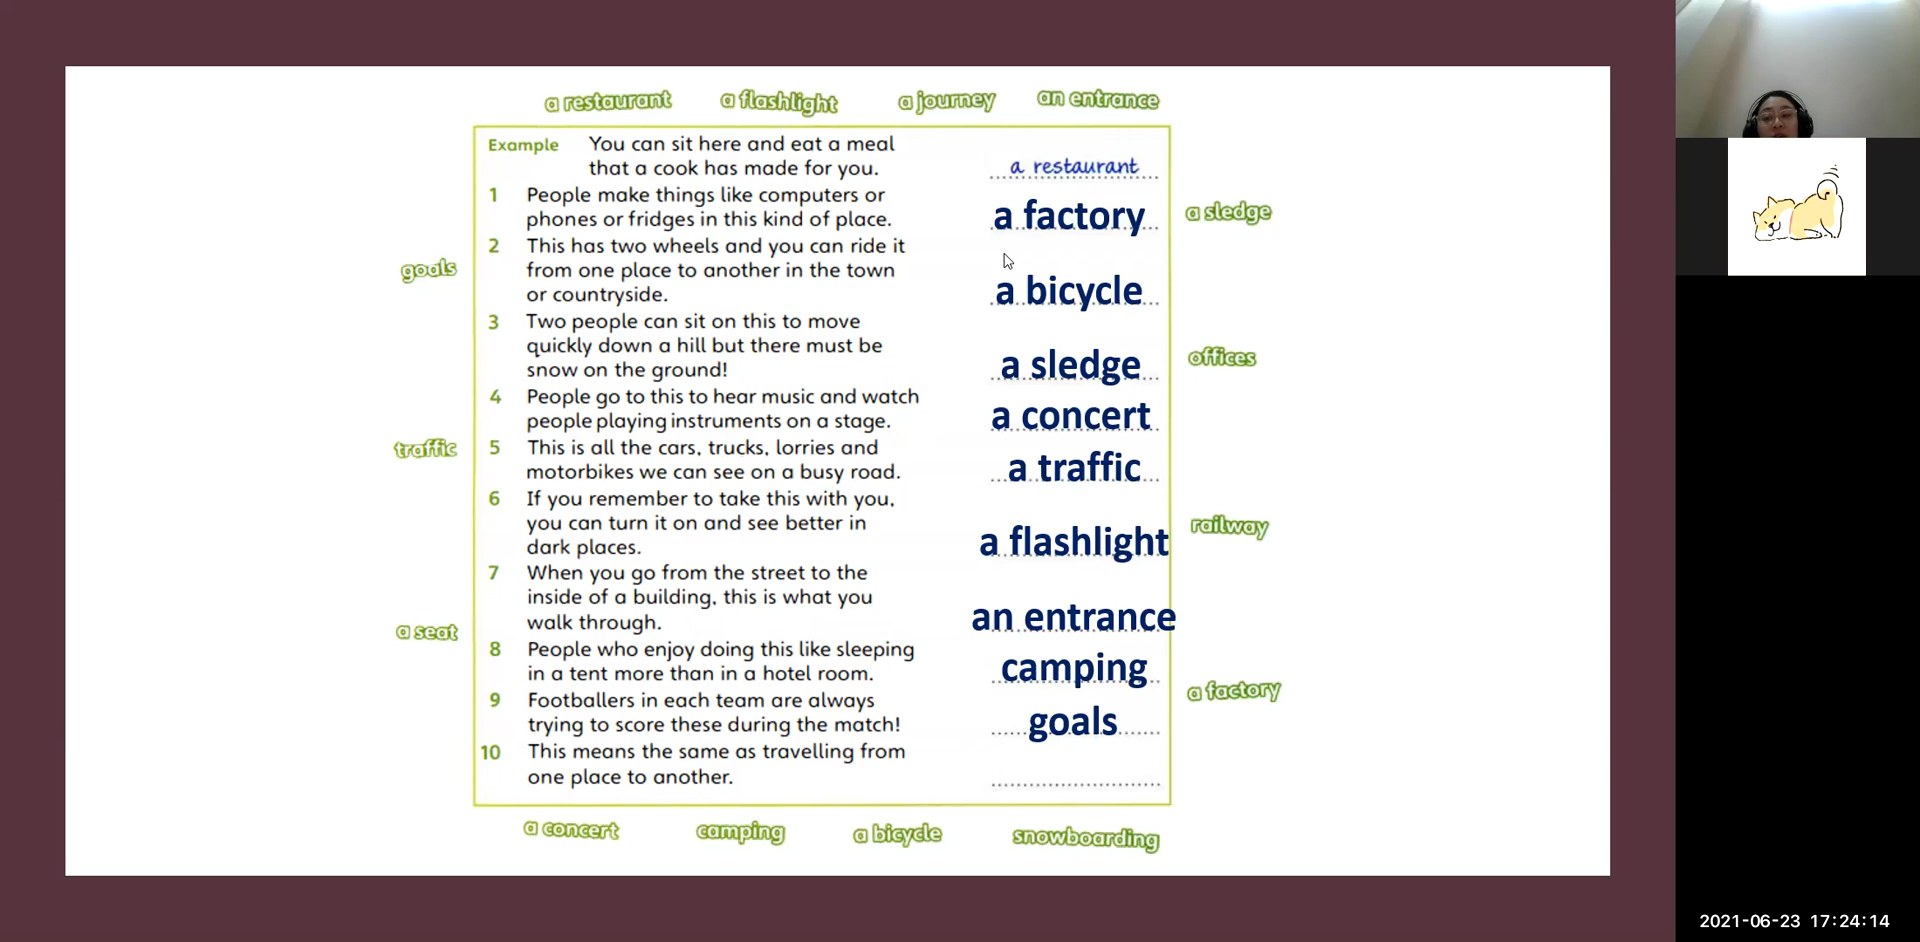 a restaurant a flashlight a journey an entrance
Example You can sit here and eat a meal
that a cook has made for you. a restaurant
1 People make things like computers or
phones or fridges in this kind of place. a factory
a sledge
2 This has two wheels and you can ride it
goals
from one place to another in the town
or countryside. a bicycle
3 Two people can sit on this to move
quickly down a hill but there must be
snow on the ground! a sledge
offices
4 People go to this to hear music and watch
people playing instruments on a stage. a concert
traffic
5 This is all the cars, trucks, lorries and
motorbikes we can see on a busy road. a traffic
6 If you remember to take this with you,
you can turn it on and see better in
dark places. a flashlight
railway
7 When you go from the street to the
inside of a building, this is what you
walk through. an entrance
a seat
8 People who enjoy doing this like sleeping
in a tent more than in a hotel room. camping
a factory
9 Footballers in each team are always
trying to score these during the match! goals
10 This means the same as travelling from
one place to another.
a concert camping a bicycle snowboarding
2021-06-23 17:24:14